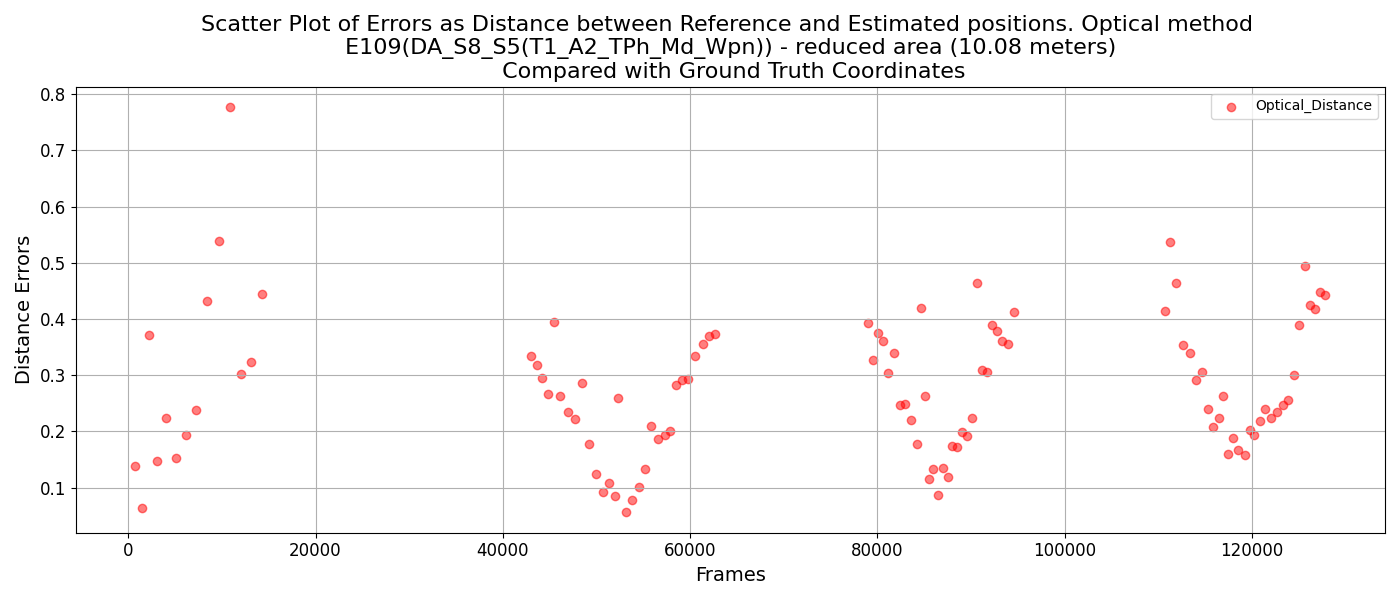 Scatter Plot of Errors as Distance between Reference and Estimated positions. Optical method
E109(DA_S8_S5(T1_A2_TPh_Md_Wpn)) - reduced area (10.08 meters)
Compared with Ground Truth Coordinates
Optical_Distance
Distance Errors
0.8
0.7
0.6
0.5
0.4
0.3
0.2
0.1
0 20000 40000 60000 80000 100000 120000
Frames